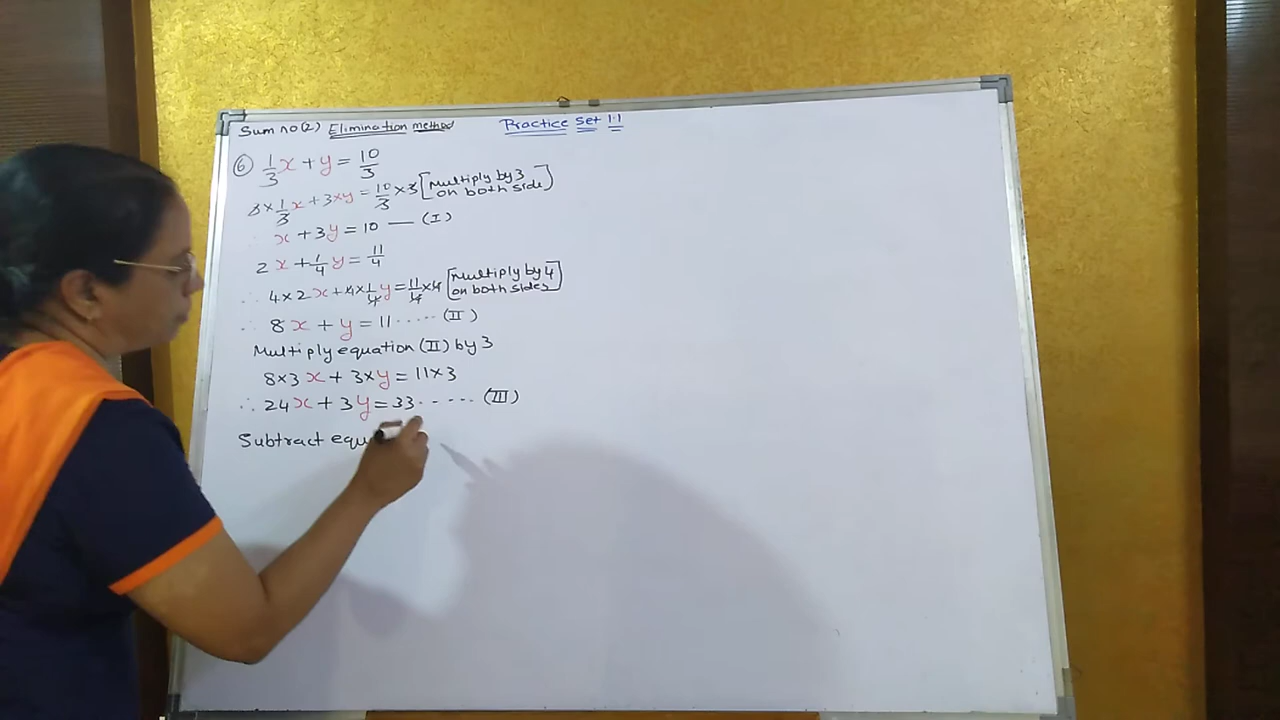 Sum no (2) Elimination method Practice Set 1.1
⑥ 1/3 x + y = 10/3
3 × 1/3 x + 3 × y = 10/3 × 3 [Multiply by 3 on both side]
∴ x + 3y = 10 — (I)
2x + 1/4 y = 11/4
∴ 4 × 2x + 4 × 1/4 y = 11/4 × 4 [Multiply by 4 on both sides]
∴ 8x + y = 11 ..... (II)
Multiply equation (II) by 3
8×3x + 3×y = 11×3
∴ 24x + 3y = 33 ..... (III)
Subtract equ